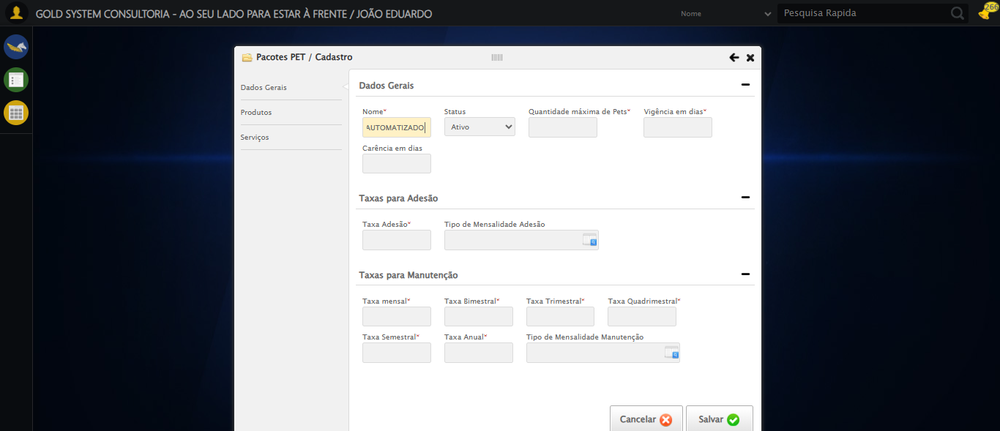 GOLD SYSTEM CONSULTORIA - AO SEU LADO PARA ESTAR À FRENTE / JOÃO EDUARDO
Nome
Pesquisa Rapida
266
Pacotes PET / Cadastro
Dados Gerais
Produtos
Serviços
Dados Gerais
Nome* Status Quantidade máxima de Pets* Vigência em dias*
AUTOMATIZADO Ativo
Carência em dias
Taxas para Adesão
Taxa Adesão* Tipo de Mensalidade Adesão
Taxas para Manutenção
Taxa mensal* Taxa Bimestral* Taxa Trimestral* Taxa Quadrimestral*
Taxa Semestral* Taxa Anual* Tipo de Mensalidade Manutenção
Cancelar Salvar